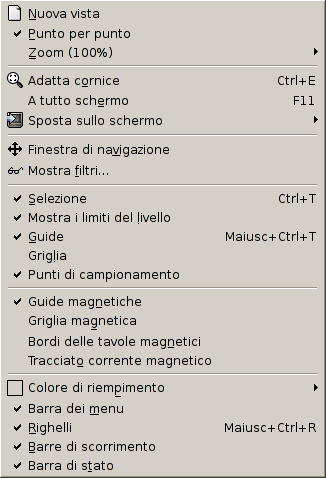 Nuova vista
Punto per punto
Zoom (100%)
Adatta cornice Ctrl+E
A tutto schermo F11
Sposta sullo schermo
Finestra di navigazione
Mostra filtri...
Selezione Ctrl+T
Mostra i limiti del livello
Guide Maiusc+Ctrl+T
Griglia
Punti di campionamento
Guide magnetiche
Griglia magnetica
Bordi delle tavole magnetici
Tracciato corrente magnetico
Colore di riempimento
Barra dei menu
Righelli Maiusc+Ctrl+R
Barre di scorrimento
Barra di stato